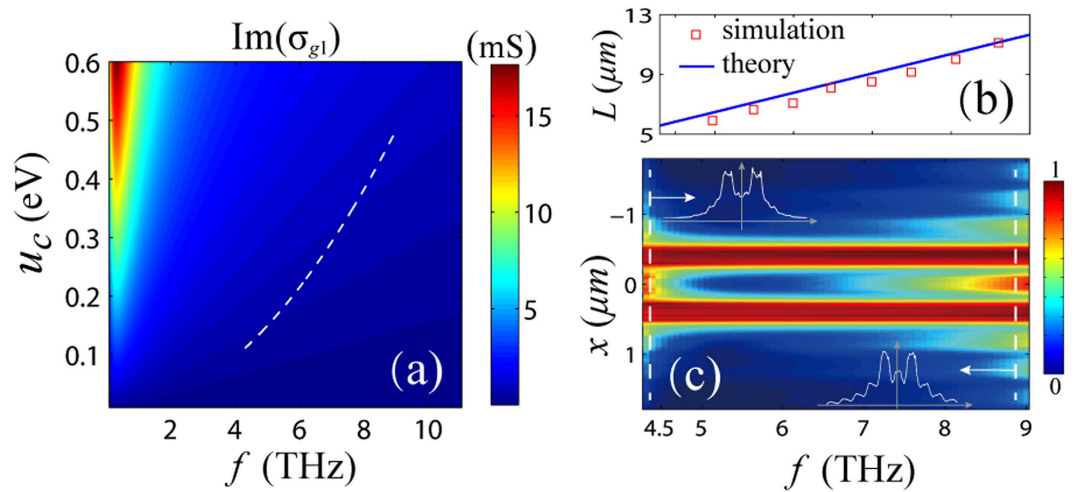 Im(σg1)
(mS)
0.6
0.5
0.4
0.3
0.2
0.1
uc (eV)
2
4
6
8
10
f (THz)
15
10
5
(a)
13
9
5
L (μm)
simulation
theory
(b)
−1
0
1
x (μm)
(c)
4.5
5
6
7
8
9
f (THz)
1
0